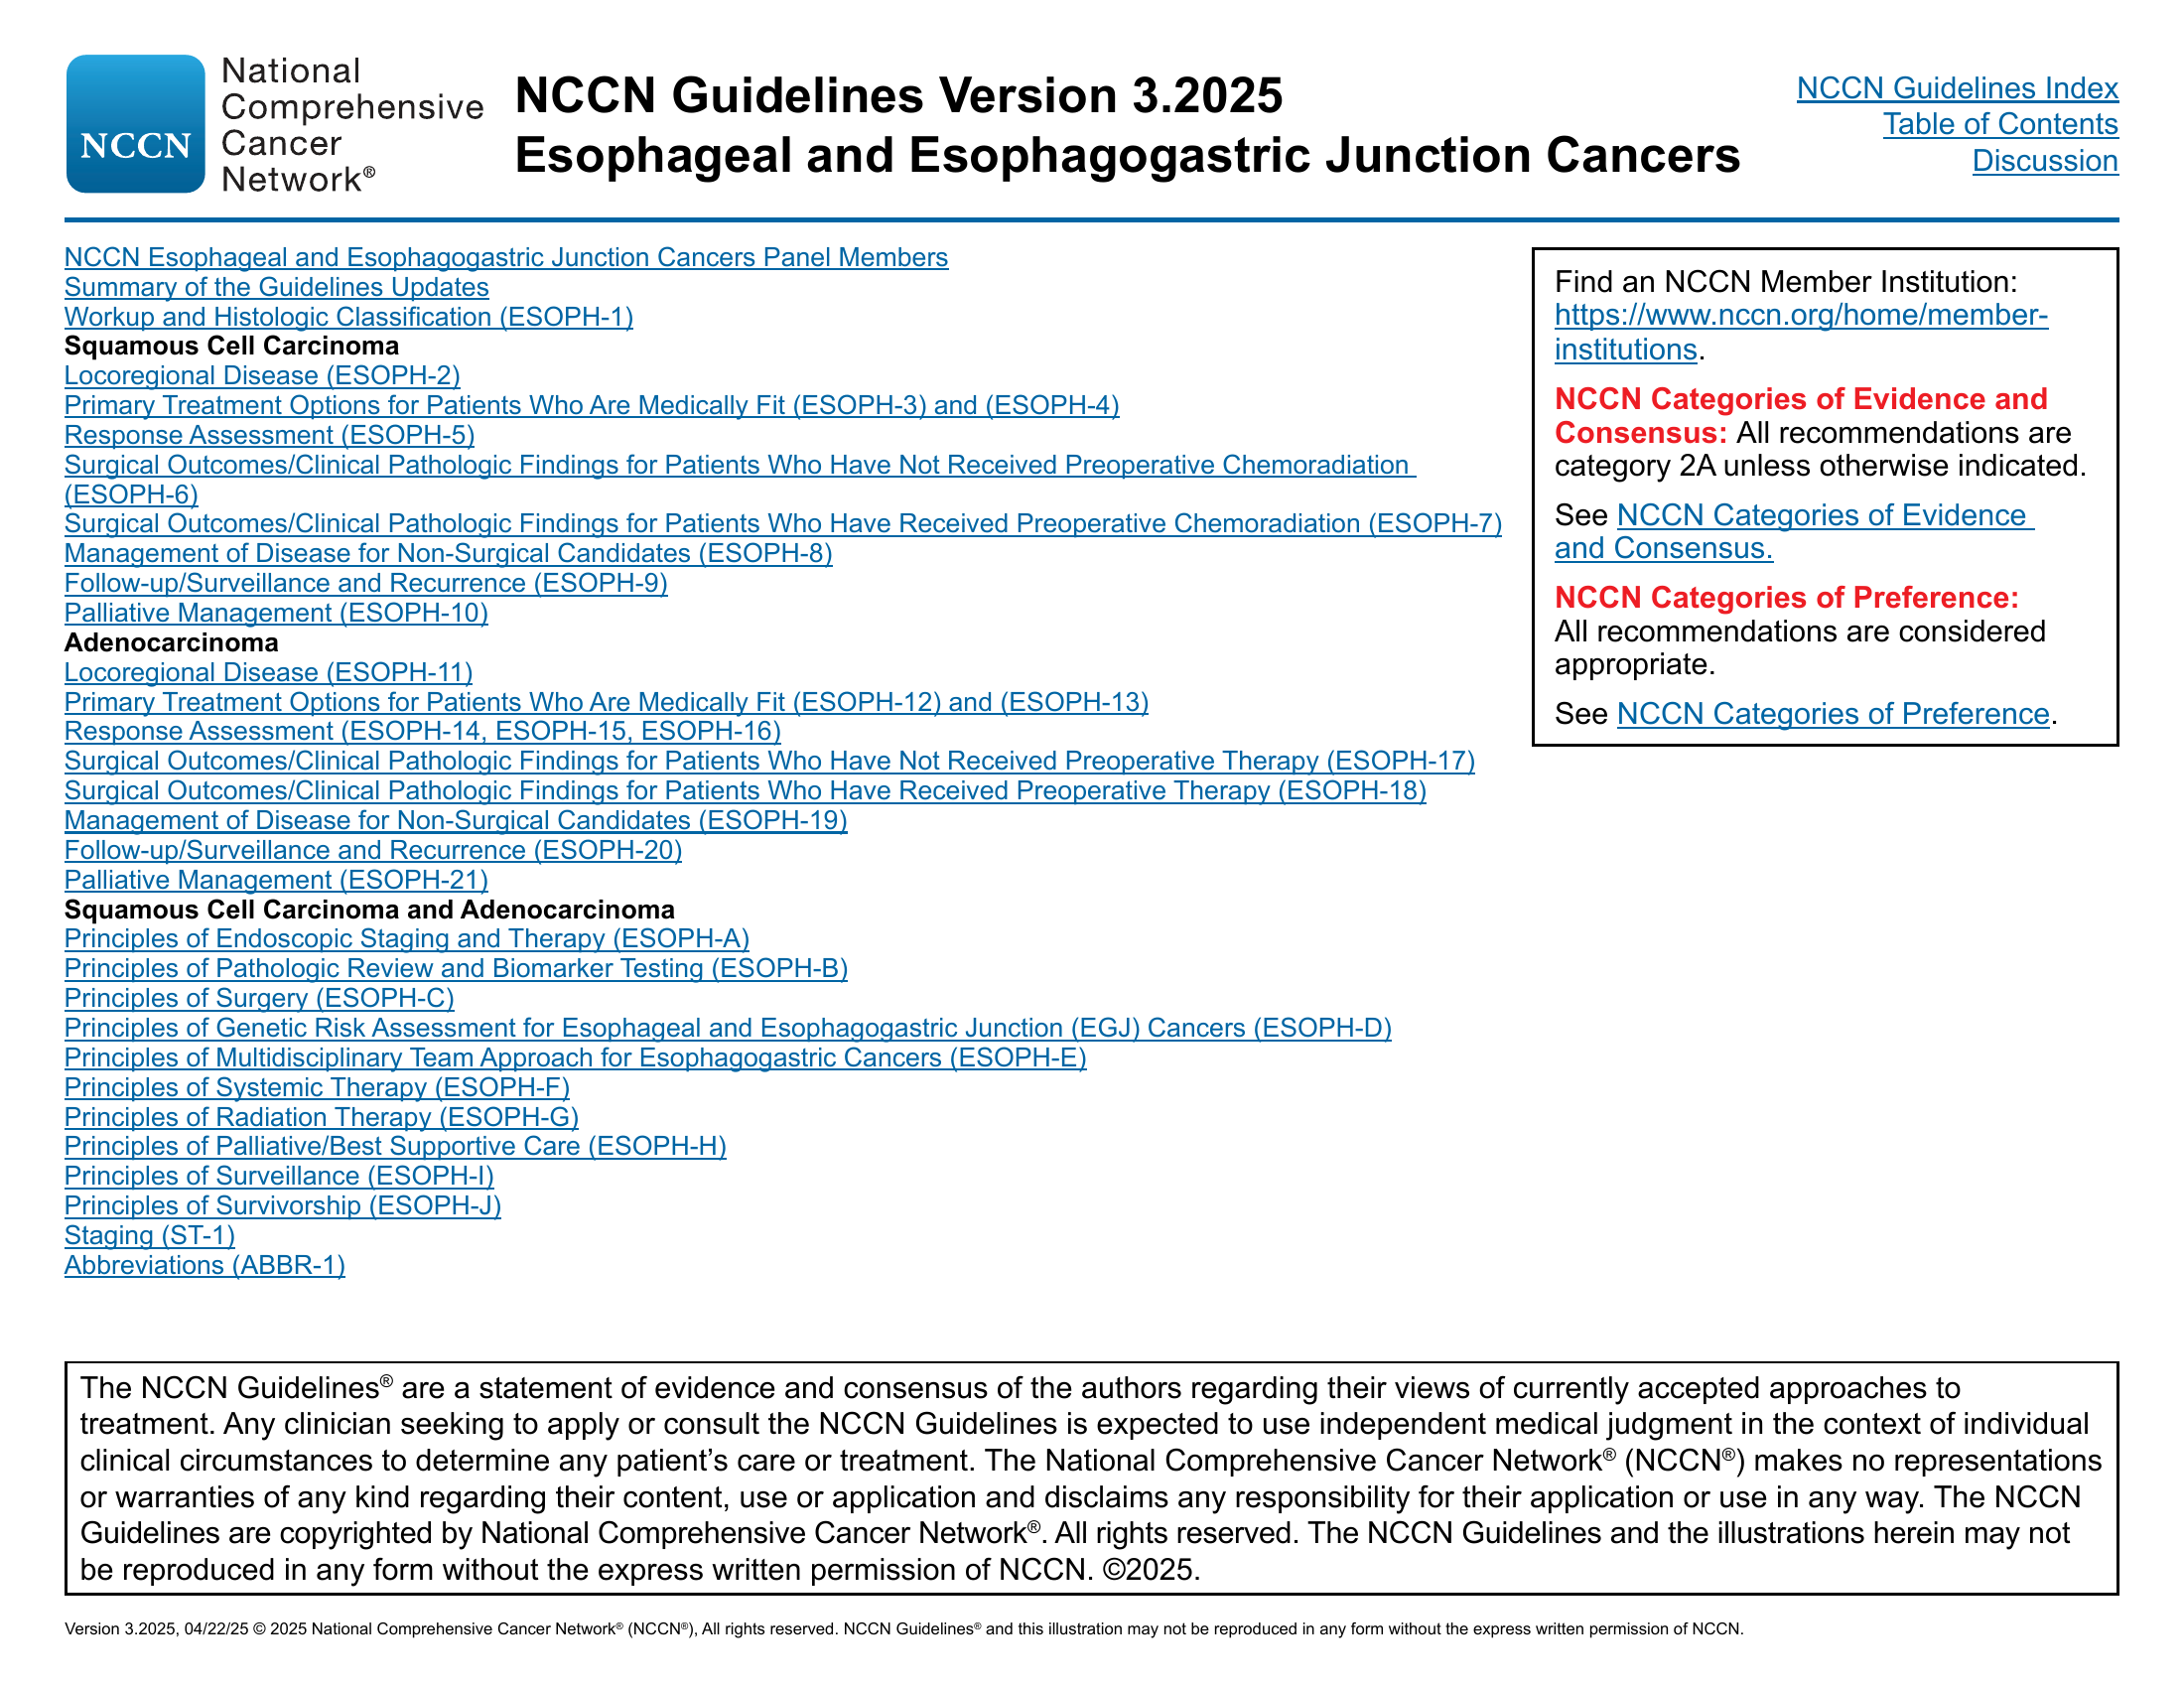 National
Comprehensive
NCCN Cancer
Network®
NCCN Guidelines Version 3.2025
Esophageal and Esophagogastric Junction Cancers
NCCN Guidelines Index
Table of Contents
Discussion
NCCN Esophageal and Esophagogastric Junction Cancers Panel Members
Summary of the Guidelines Updates
Workup and Histologic Classification (ESOPH-1)
Squamous Cell Carcinoma
Locoregional Disease (ESOPH-2)
Primary Treatment Options for Patients Who Are Medically Fit (ESOPH-3) and (ESOPH-4)
Response Assessment (ESOPH-5)
Surgical Outcomes/Clinical Pathologic Findings for Patients Who Have Not Received Preoperative Chemoradiation
(ESOPH-6)
Surgical Outcomes/Clinical Pathologic Findings for Patients Who Have Received Preoperative Chemoradiation (ESOPH-7)
Management of Disease for Non-Surgical Candidates (ESOPH-8)
Follow-up/Surveillance and Recurrence (ESOPH-9)
Palliative Management (ESOPH-10)
Adenocarcinoma
Locoregional Disease (ESOPH-11)
Primary Treatment Options for Patients Who Are Medically Fit (ESOPH-12) and (ESOPH-13)
Response Assessment (ESOPH-14, ESOPH-15, ESOPH-16)
Surgical Outcomes/Clinical Pathologic Findings for Patients Who Have Not Received Preoperative Therapy (ESOPH-17)
Surgical Outcomes/Clinical Pathologic Findings for Patients Who Have Received Preoperative Therapy (ESOPH-18)
Management of Disease for Non-Surgical Candidates (ESOPH-19)
Follow-up/Surveillance and Recurrence (ESOPH-20)
Palliative Management (ESOPH-21)
Squamous Cell Carcinoma and Adenocarcinoma
Principles of Endoscopic Staging and Therapy (ESOPH-A)
Principles of Pathologic Review and Biomarker Testing (ESOPH-B)
Principles of Surgery (ESOPH-C)
Principles of Genetic Risk Assessment for Esophageal and Esophagogastric Junction (EGJ) Cancers (ESOPH-D)
Principles of Multidisciplinary Team Approach for Esophagogastric Cancers (ESOPH-E)
Principles of Systemic Therapy (ESOPH-F)
Principles of Radiation Therapy (ESOPH-G)
Principles of Palliative/Best Supportive Care (ESOPH-H)
Principles of Surveillance (ESOPH-I)
Principles of Survivorship (ESOPH-J)
Staging (ST-1)
Abbreviations (ABBR-1)
Find an NCCN Member Institution:
https://www.nccn.org/home/member-
institutions.
NCCN Categories of Evidence and
Consensus: All recommendations are
category 2A unless otherwise indicated.
See NCCN Categories of Evidence
and Consensus.
NCCN Categories of Preference:
All recommendations are considered
appropriate.
See NCCN Categories of Preference.
The NCCN Guidelines® are a statement of evidence and consensus of the authors regarding their views of currently accepted approaches to
treatment. Any clinician seeking to apply or consult the NCCN Guidelines is expected to use independent medical judgment in the context of individual
clinical circumstances to determine any patient’s care or treatment. The National Comprehensive Cancer Network® (NCCN®) makes no representations
or warranties of any kind regarding their content, use or application and disclaims any responsibility for their application or use in any way. The NCCN
Guidelines are copyrighted by National Comprehensive Cancer Network®. All rights reserved. The NCCN Guidelines and the illustrations herein may not
be reproduced in any form without the express written permission of NCCN. ©2025.
Version 3.2025, 04/22/25 © 2025 National Comprehensive Cancer Network® (NCCN®), All rights reserved. NCCN Guidelines® and this illustration may not be reproduced in any form without the express written permission of NCCN.